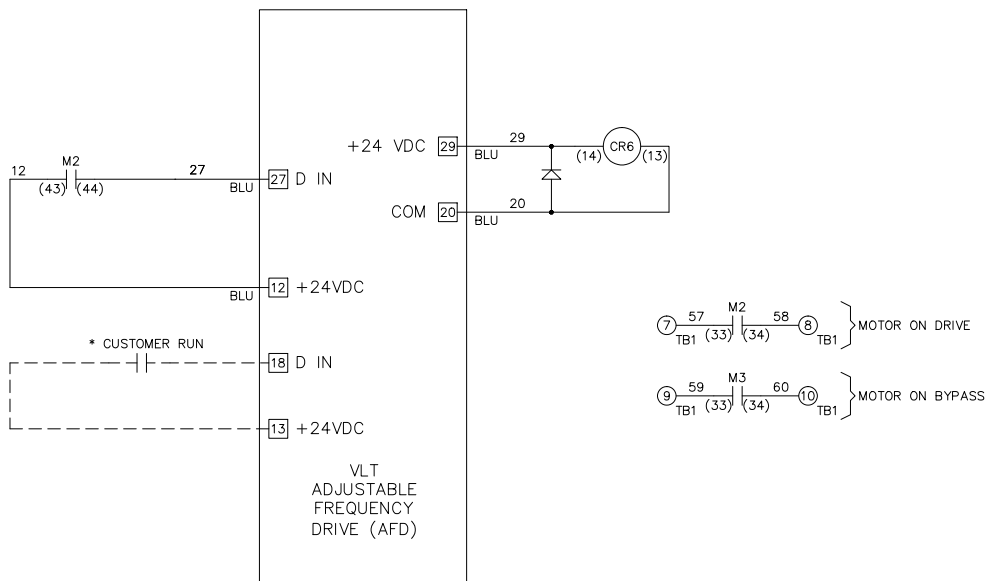 +24 VDC 29 29 CR6
BLU (14) (13)
12 M2 27 27 D IN
(43) (44) BLU
COM 20 20
BLU
12 +24VDC
BLU
M2
7 57 58 8 MOTOR ON DRIVE
TB1 (33) (34) TB1
* CUSTOMER RUN
18 D IN
M3
9 59 60 10 MOTOR ON BYPASS
TB1 (33) (34) TB1
13 +24VDC
VLT
ADJUSTABLE
FREQUENCY
DRIVE (AFD)